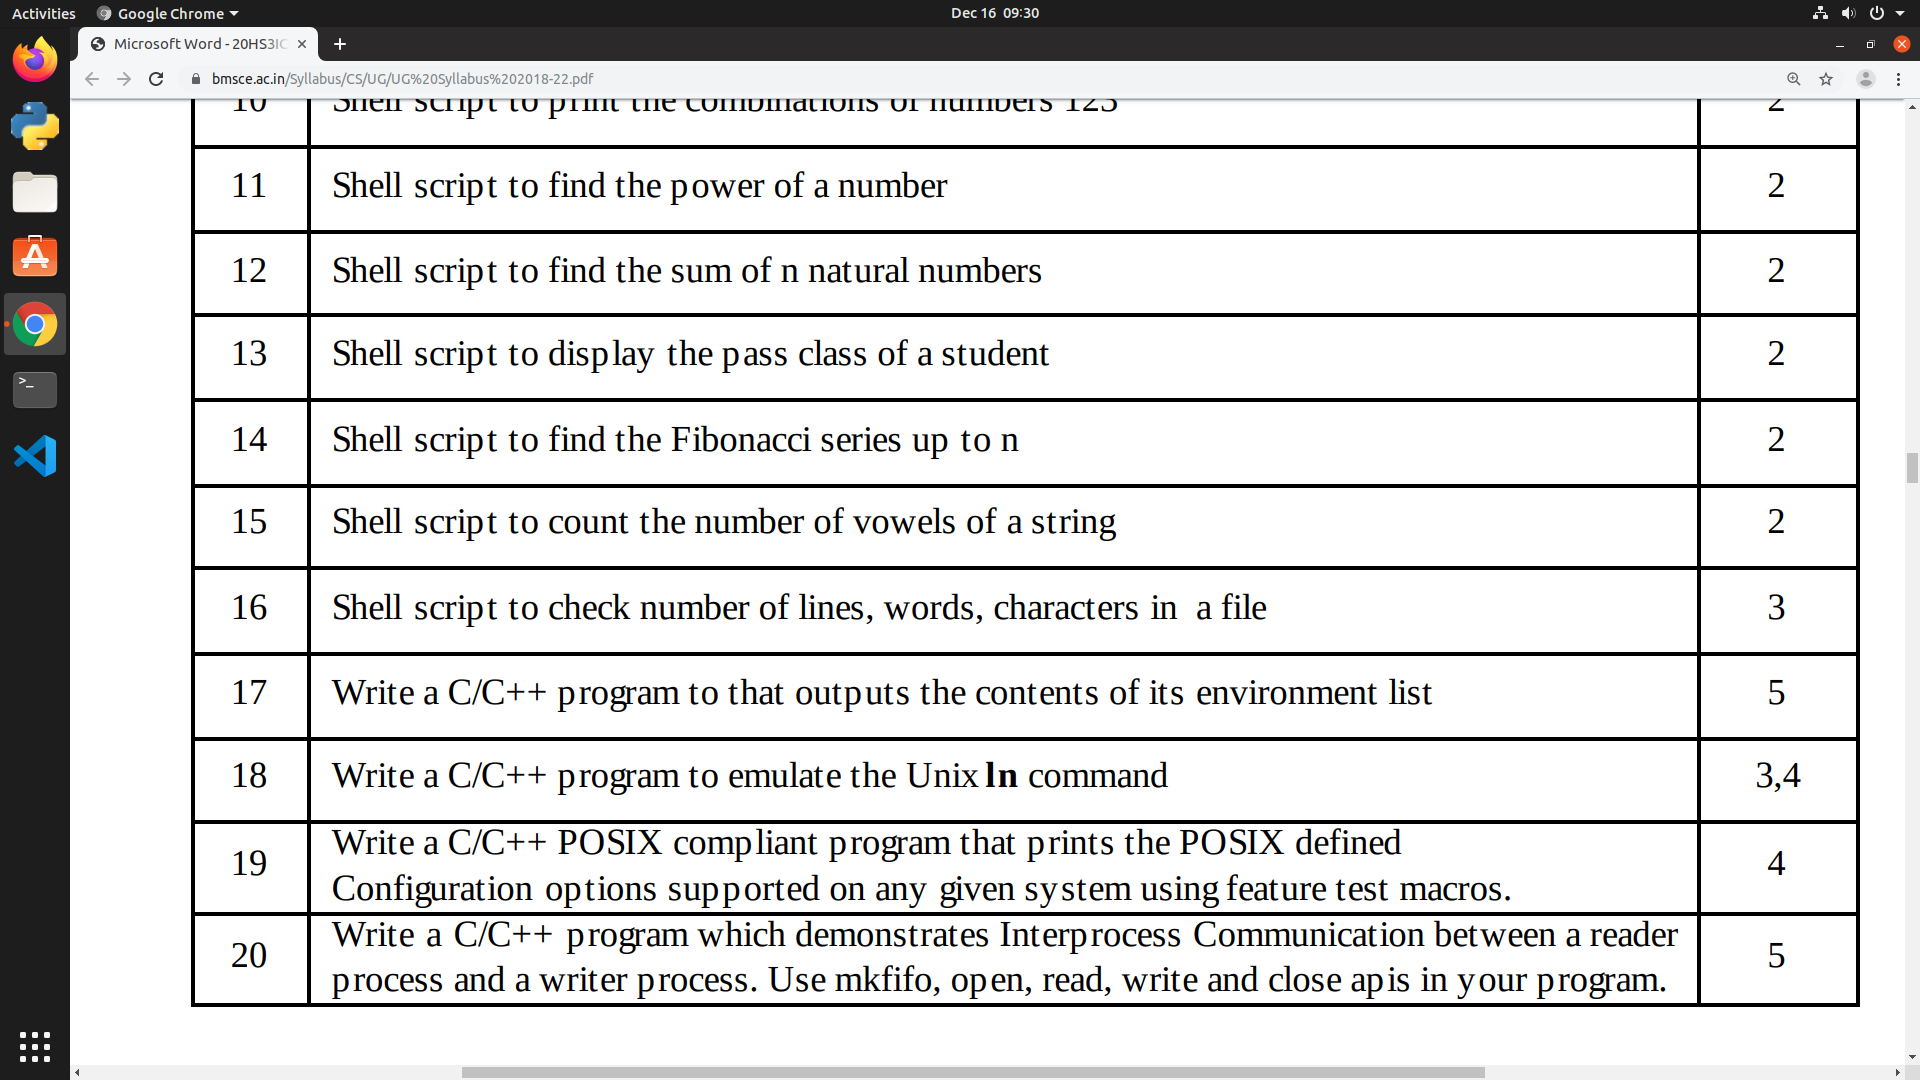 Activities Google Chrome Dec 16 09:30
Microsoft Word - 20HS3IC
bmsce.ac.in/Syllabus/CS/UG/UG%20Syllabus%202018-22.pdf
10 Shell script to print the combinations of numbers 123 2
11 Shell script to find the power of a number 2
12 Shell script to find the sum of n natural numbers 2
13 Shell script to display the pass class of a student 2
14 Shell script to find the Fibonacci series up to n 2
15 Shell script to count the number of vowels of a string 2
16 Shell script to check number of lines, words, characters in a file 3
17 Write a C/C++ program to that outputs the contents of its environment list 5
18 Write a C/C++ program to emulate the Unix ln command 3,4
Write a C/C++ POSIX compliant program that prints the POSIX defined
19 4
Configuration options supported on any given system using feature test macros.
Write a C/C++ program which demonstrates Interprocess Communication between a reader
20 5
process and a writer process. Use mkfifo, open, read, write and close apis in your program.